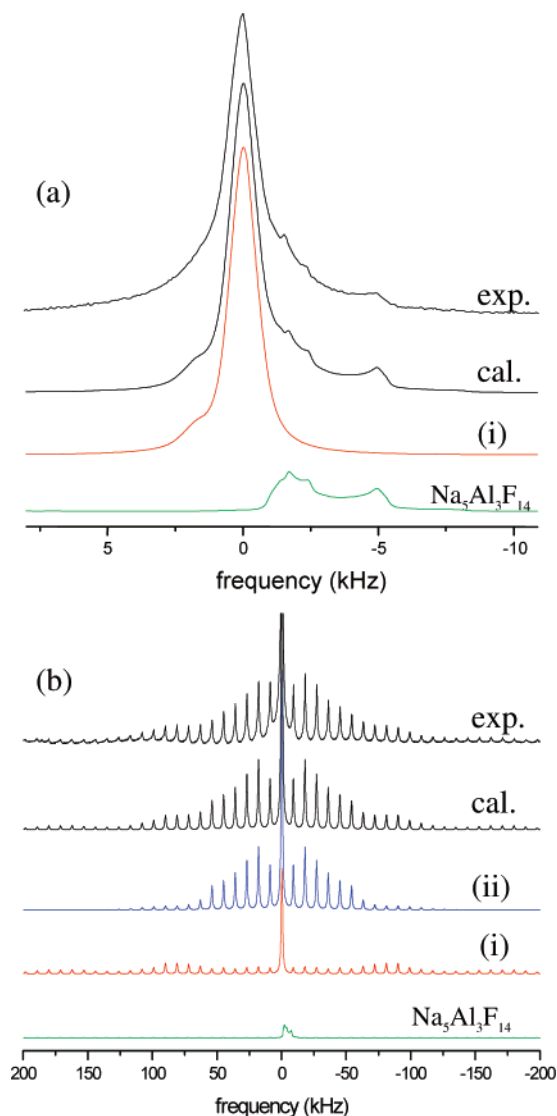 (a)
exp.
cal.
(i)
Na₅Al₃F₁₄
5 0 -5 -10
frequency (kHz)
(b)
exp.
cal.
(ii)
(i)
Na₅Al₃F₁₄
200 150 100 50 0 -50 -100 -150 -200
frequency (kHz)